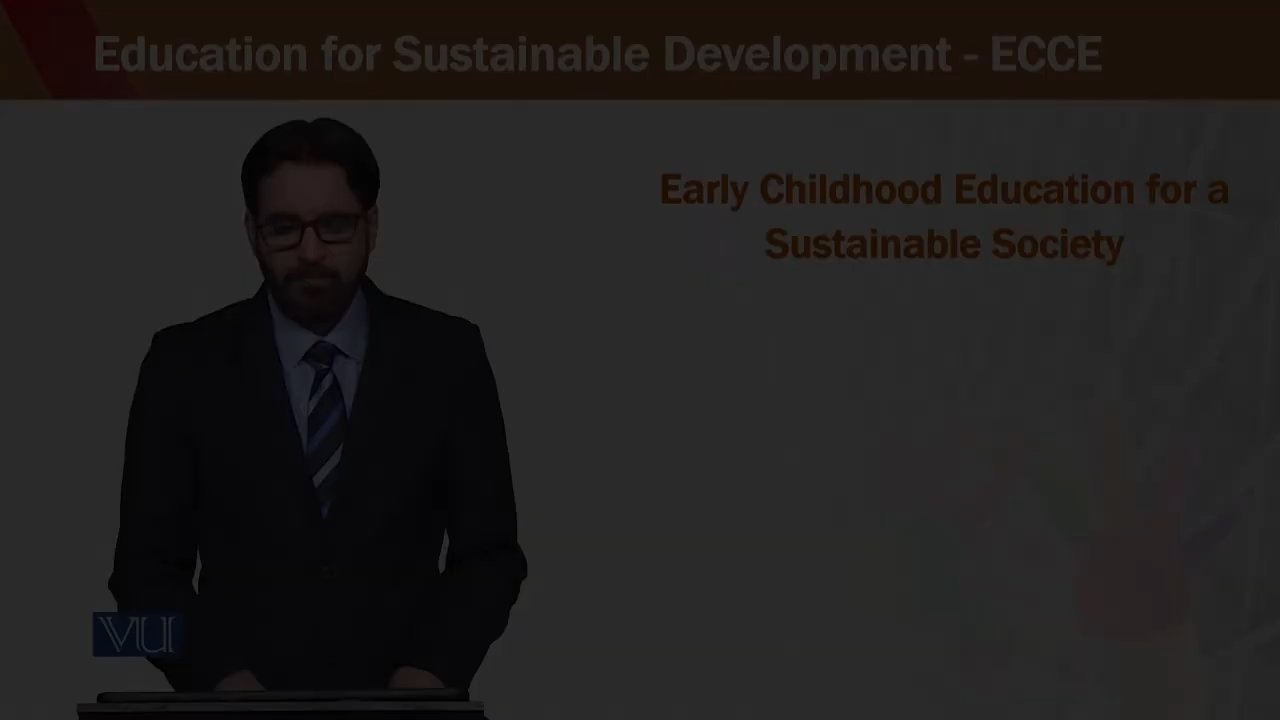 Education for Sustainable Development - ECCE
Early Childhood Education for a
Sustainable Society
VU